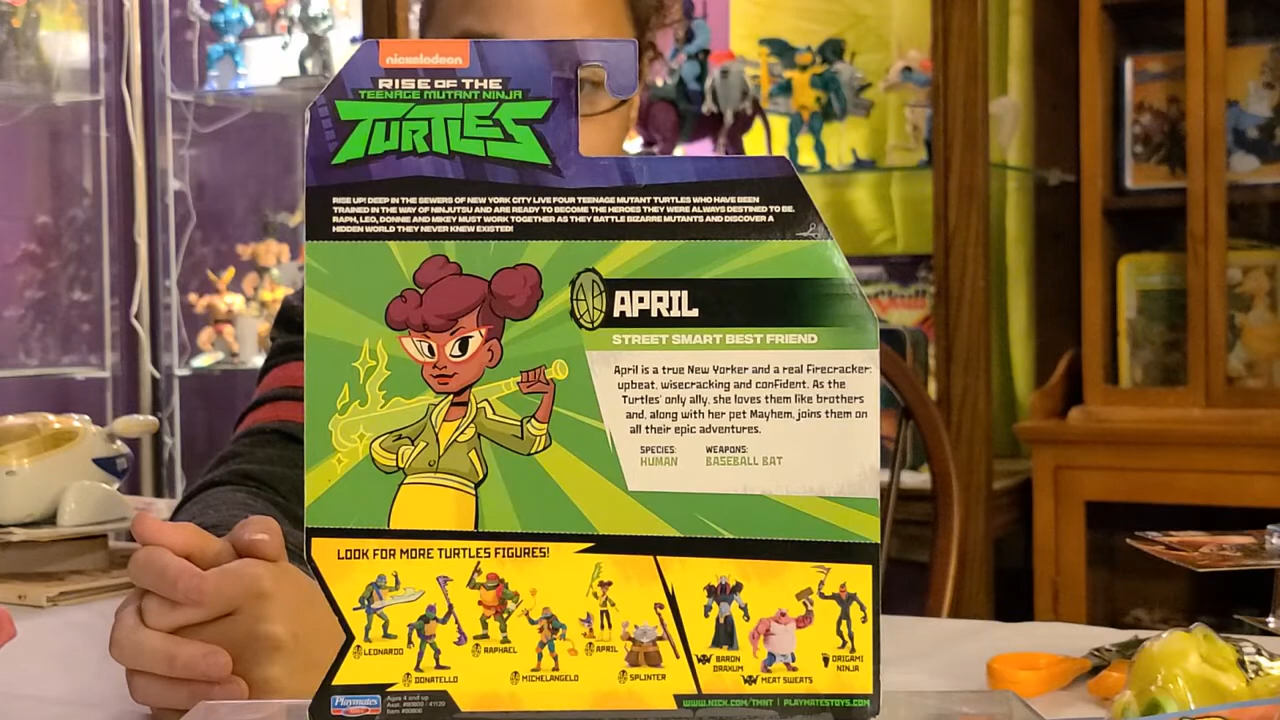 nickelodeon
RISE OF THE
TEENAGE MUTANT NINJA
TURTLES
RISE UP! DEEP IN THE SEWERS OF NEW YORK CITY LIVE FOUR TEENAGE MUTANT TURTLES WHO HAVE BEEN
TRAINED IN THE WAY OF NINJUTSU AND ARE READY TO BECOME THE HEROES THEY WERE ALWAYS DESTINED TO BE.
RAPH, LEO, DONNIE AND MIKEY MUST WORK TOGETHER AS THEY BATTLE BIZARRE MUTANTS AND DISCOVER A
HIDDEN WORLD THEY NEVER KNEW EXISTED!
APRIL
STREET SMART BEST FRIEND
April is a true New Yorker and a real firecracker:
upbeat, wisecracking and confident. As the
Turtles' only ally, she loves them like brothers
and, along with her pet Mayhem, joins them on
all their epic adventures.
SPECIES: WEAPONS:
HUMAN BASEBALL BAT
LOOK FOR MORE TURTLES FIGURES!
LEONARDO
DONATELLO
RAPHAEL
MICHELANGELO
APRIL
SPLINTER
BARON
DRAXUM
MEAT SWEATS
ORIGAMI
NINJA
Playmates
Ages 4 and up
WWW.NICK.COM/TMNT | PLAYMATESTOYS.COM